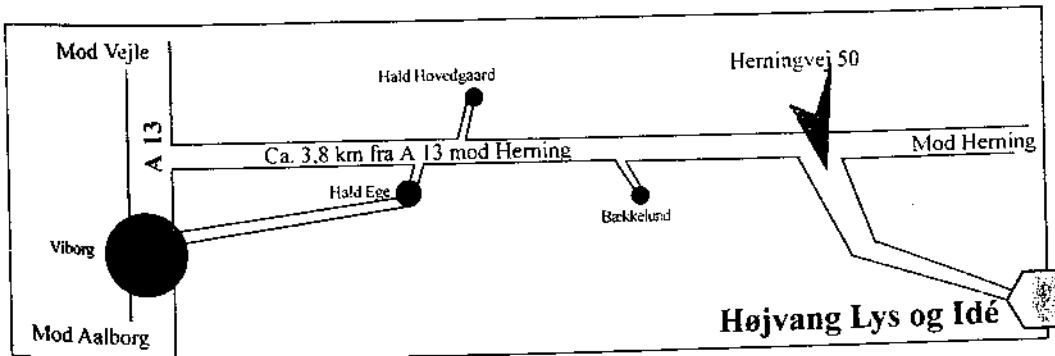 Mod Vejle
A 13
Hald Hovedgaard
Herningvej 50
Ca. 3,8 km fra A 13 mod Herning
Mod Herning
Hald Ege
Bækkelund
Viborg
Højvang Lys og Idé
Mod Aalborg